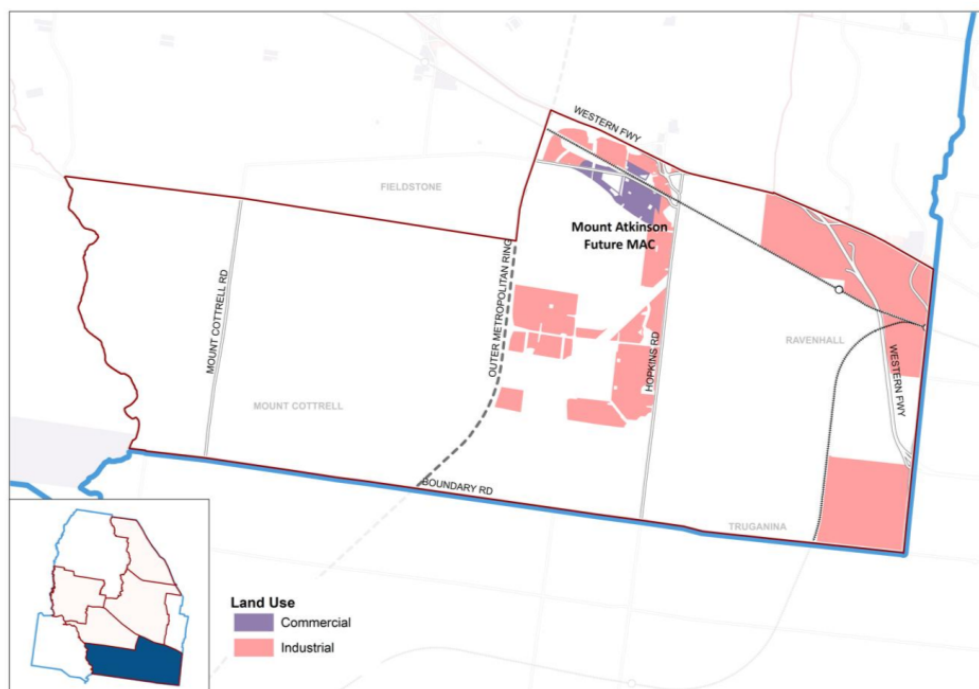 WESTERN FWY
FIELDSTONE
Mount Atkinson
Future MAC
MOUNT COTTRELL RD
OUTER METROPOLITAN RING
HOPKINS RD
RAVENHALL
WESTERN FWY
MOUNT COTTRELL
BOUNDARY RD
TRUGANINA
Land Use
Commercial
Industrial